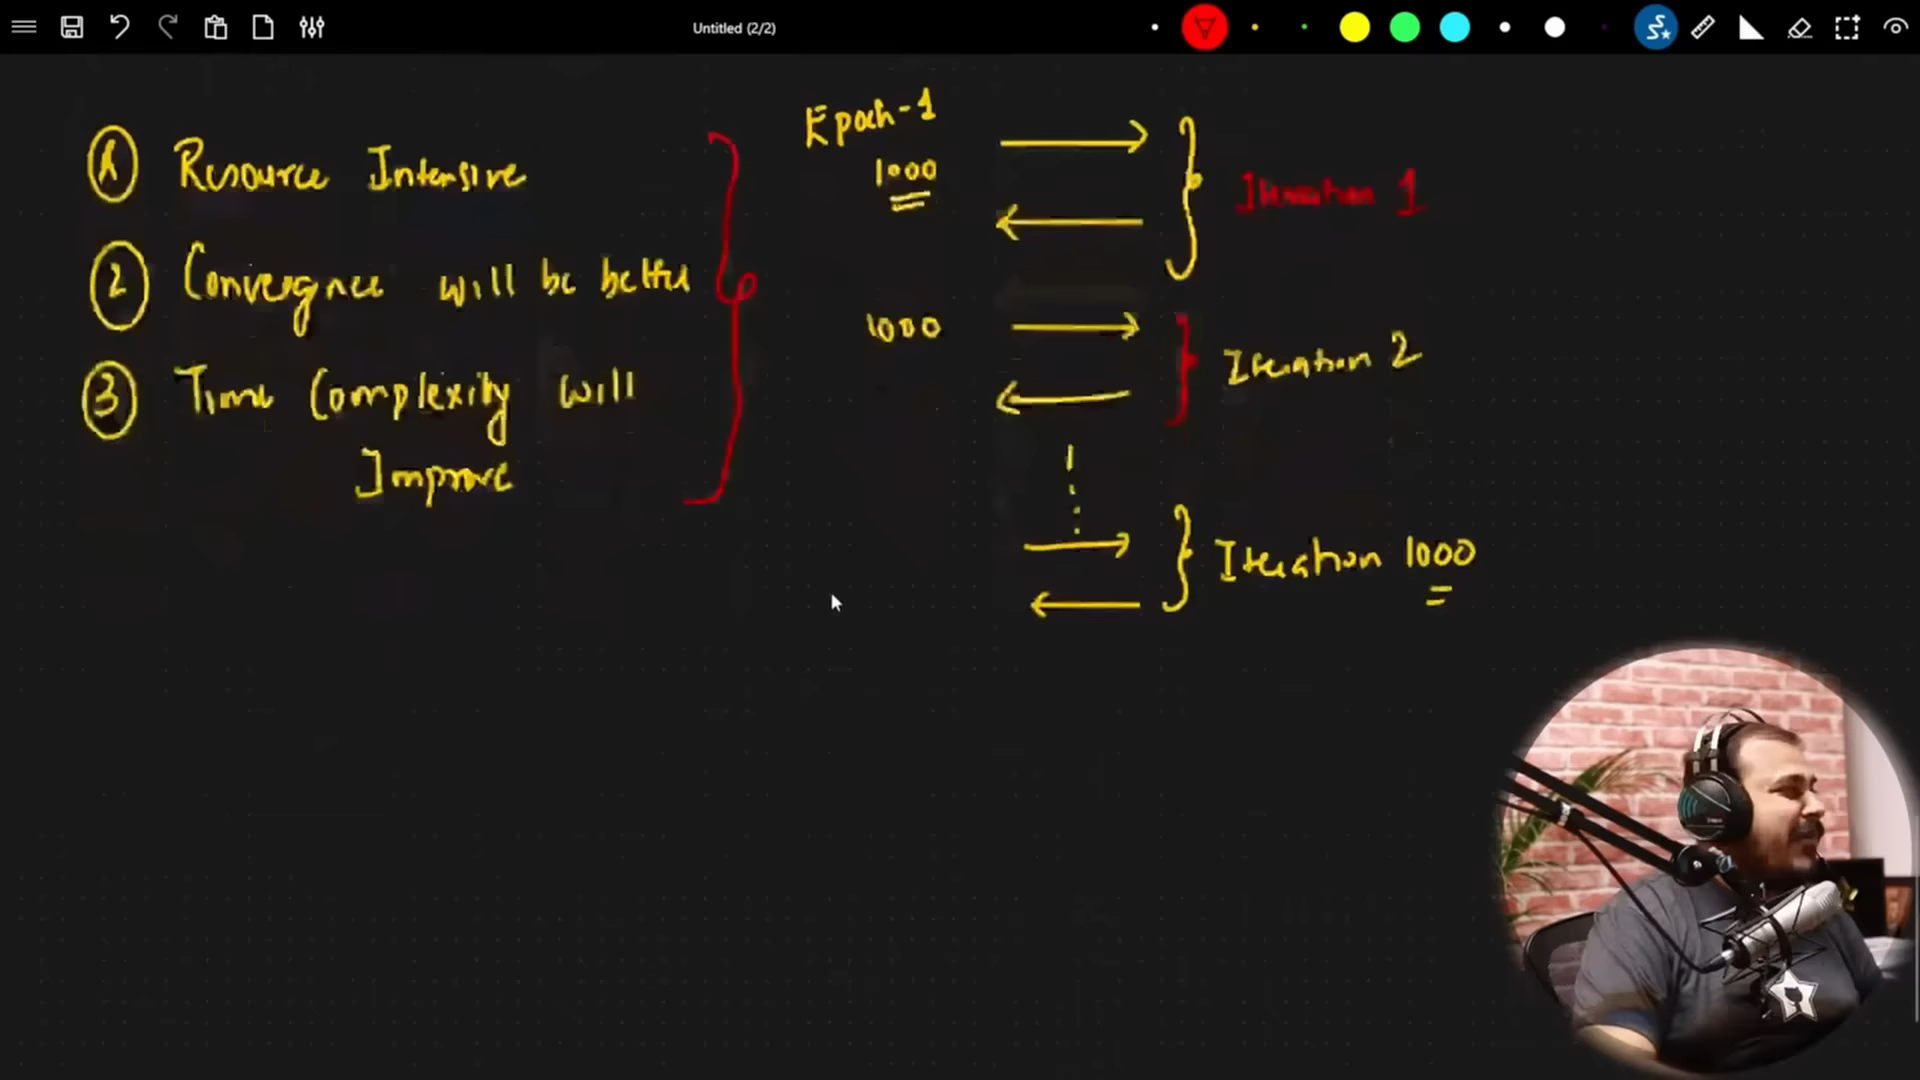 Untitled (2/2)
① Resource Intensive
② Convergnce will be better
③ Time Complexity will
Improve
Epoch-1
1000
Iteration 1
1000
Iteration 2
Iteration 1000